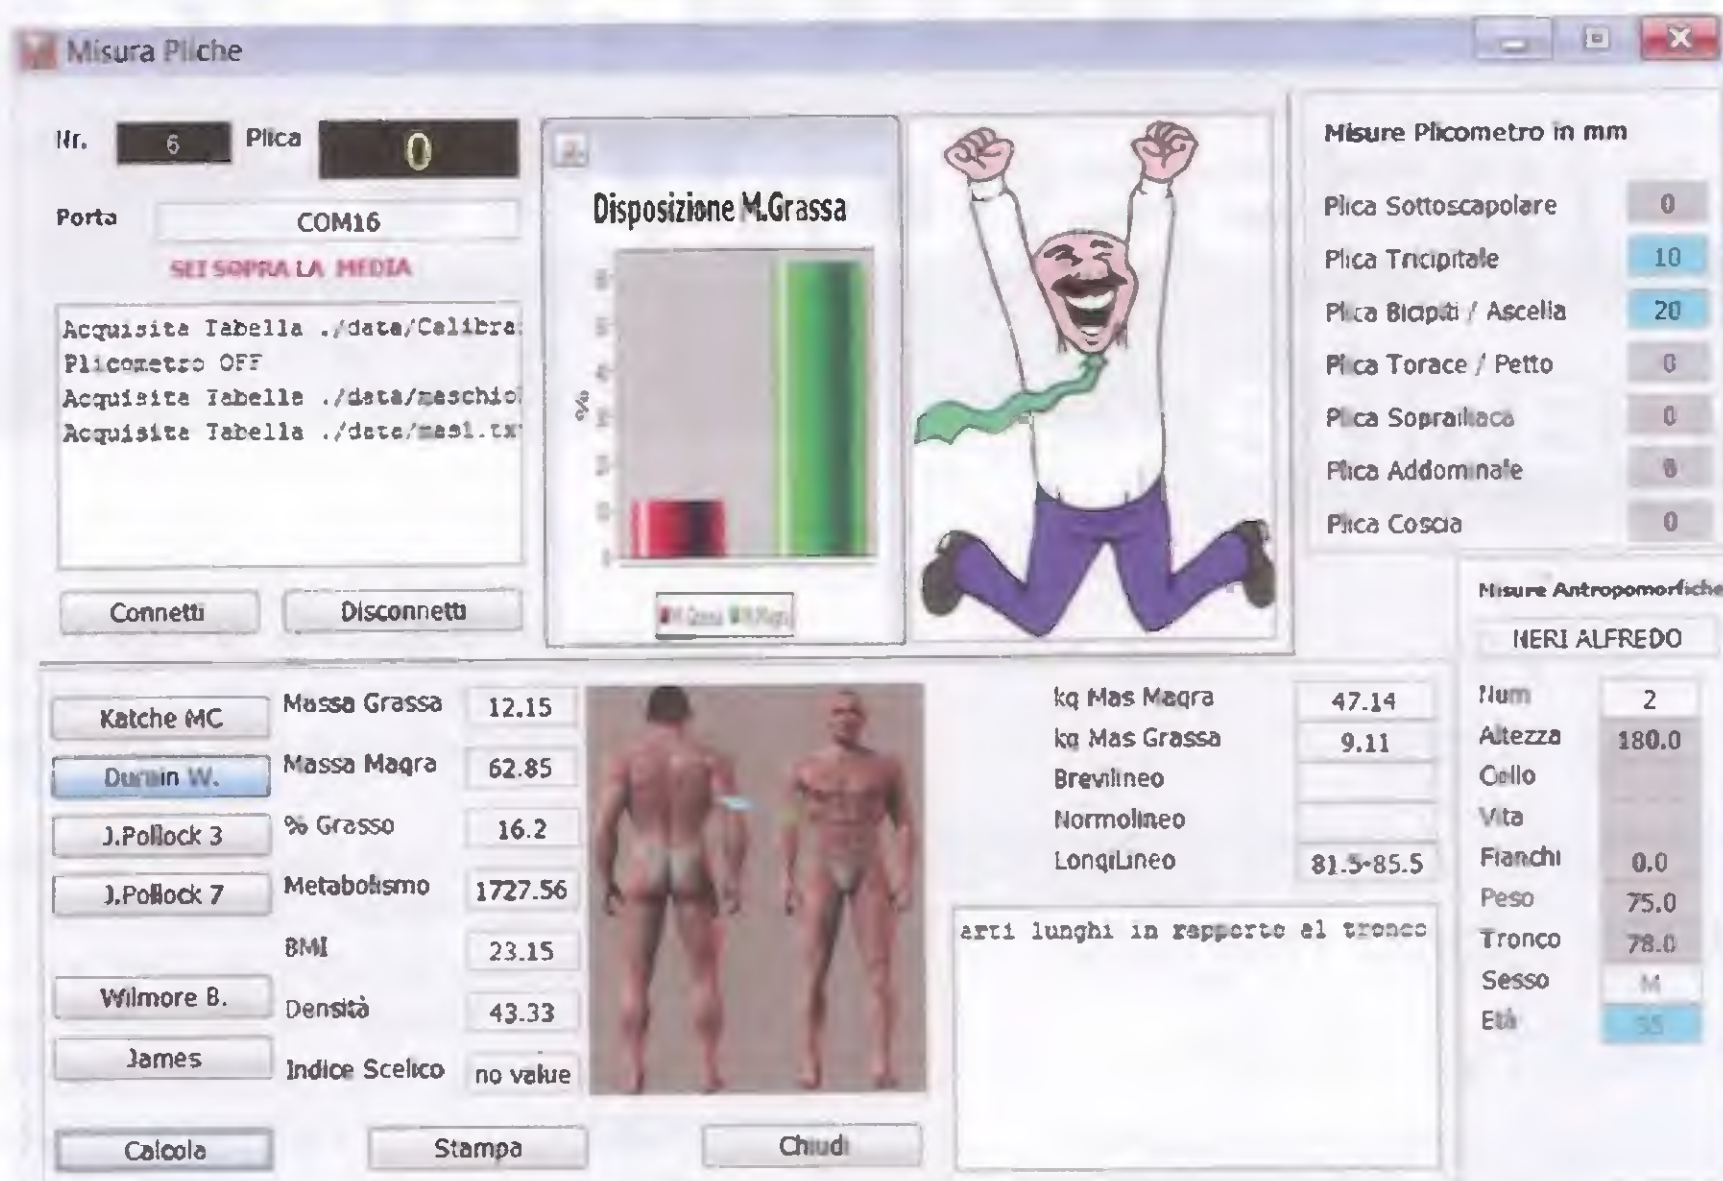 Misura Pliche
Nr. 6 Plica 0
Porta COM16
SEI SOPRA LA MEDIA
Acquisita Tabella ./data/Calibra
Plicometro OFF
Acquisita Tabella ./data/maschio
Acquisita Tabella ./data/mas1.tx
Connetti Disconnetti
Disposizione M.Grassa
%
M.Grassa M.Magra
Misure Plicometro in mm
Plica Sottoscapolare 0
Plica Tricipitale 10
Plica Bicipiti / Ascella 20
Plica Torace / Petto 0
Plica Soprailiaca 0
Plica Addominale
Plica Coscia 0
Misure Antropomorfiche
NERI ALFREDO
Num 2
Altezza 180.0
Collo
Vita
Fianchi 0.0
Peso 75.0
Tronco 78.0
Sesso M
Età
Katche MC
Durnin W.
J.Pollock 3
J.Pollock 7
Wilmore B.
James
Massa Grassa 12.15
Massa Magra 62.85
% Grasso 16.2
Metabolismo 1727.56
BMI 23.15
Densità 43.33
Indice Scelico no value
kg Mas Magra 47.14
kg Mas Grassa 9.11
Brevilineo
Normolineo
LongiLineo 81.5-85.5
arti lunghi in rapporto al tronco
Calcola Stampa Chiudi